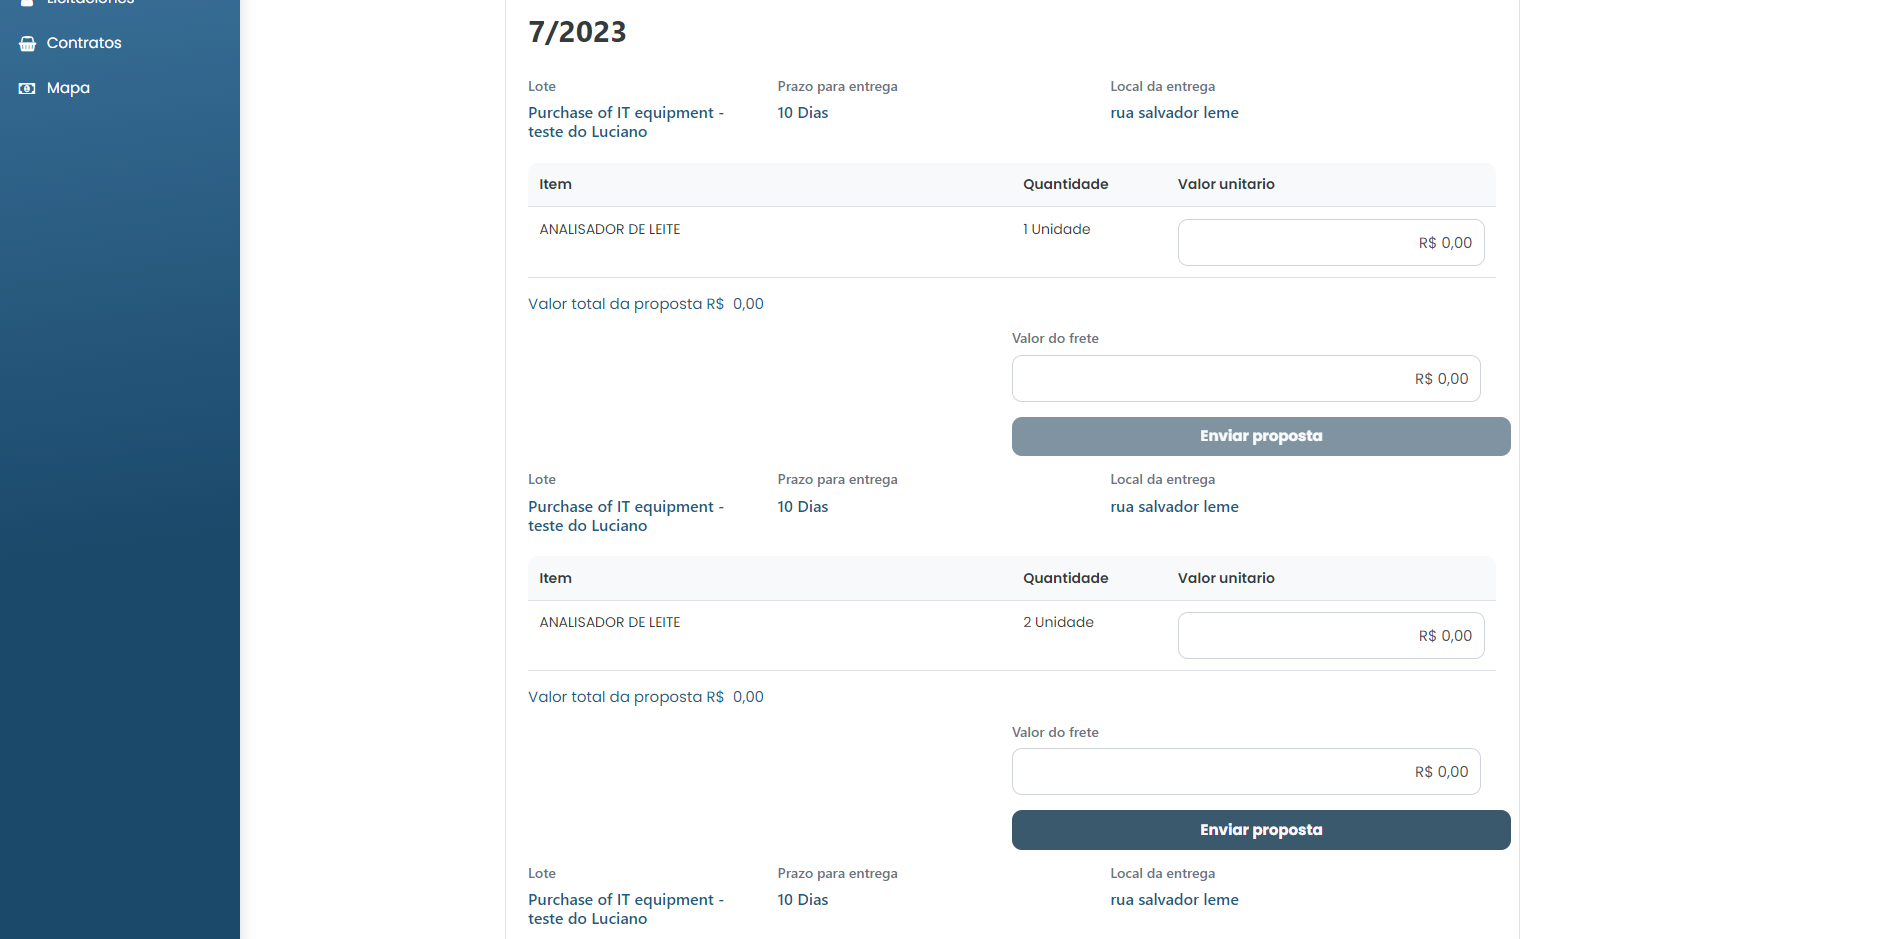 Licitaciones
Contratos
Mapa
7/2023
Lote
Prazo para entrega
Local da entrega
Purchase of IT equipment -
teste do Luciano
10 Dias
rua salvador leme
Item
Quantidade
Valor unitario
ANALISADOR DE LEITE
1 Unidade
R$ 0,00
Valor total da proposta R$ 0,00
Valor do frete
R$ 0,00
Enviar proposta
Lote
Prazo para entrega
Local da entrega
Purchase of IT equipment -
teste do Luciano
10 Dias
rua salvador leme
Item
Quantidade
Valor unitario
ANALISADOR DE LEITE
2 Unidade
R$ 0,00
Valor total da proposta R$ 0,00
Valor do frete
R$ 0,00
Enviar proposta
Lote
Prazo para entrega
Local da entrega
Purchase of IT equipment -
teste do Luciano
10 Dias
rua salvador leme